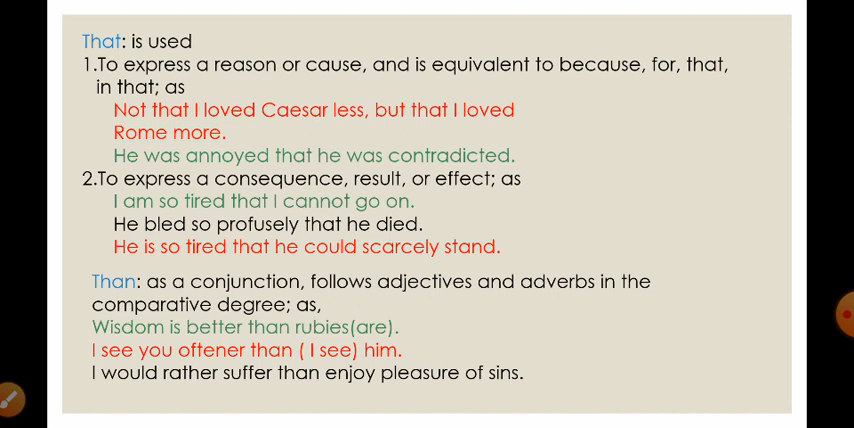 That: is used
1.To express a reason or cause, and is equivalent to because, for, that,
in that; as
Not that I loved Caesar less, but that I loved
Rome more.
He was annoyed that he was contradicted.
2.To express a consequence, result, or effect; as
I am so tired that I cannot go on.
He bled so profusely that he died.
He is so tired that he could scarcely stand.
Than: as a conjunction, follows adjectives and adverbs in the
comparative degree; as,
Wisdom is better than rubies(are).
I see you oftener than ( I see) him.
I would rather suffer than enjoy pleasure of sins.